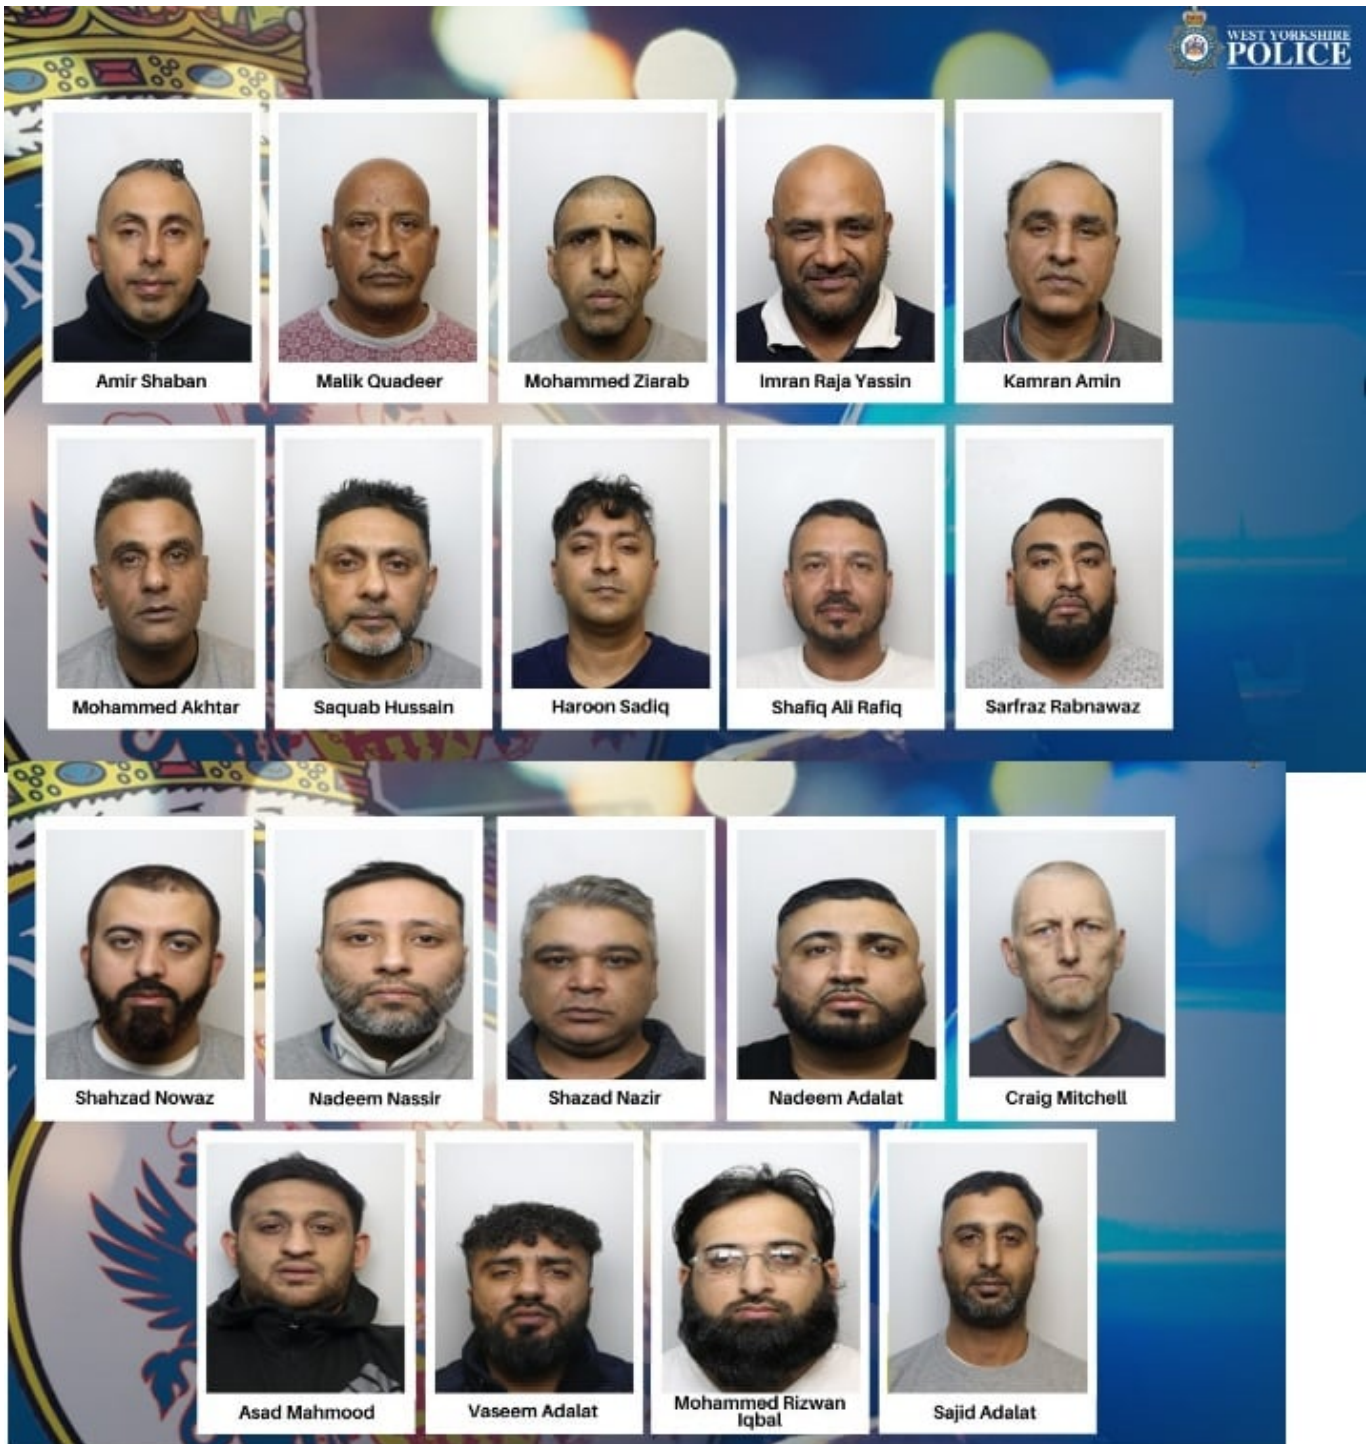 WEST YORKSHIRE
POLICE
Amir Shaban
Malik Quadeer
Mohammed Ziarab
Imran Raja Yassin
Kamran Amin
Mohammed Akhtar
Saquab Hussain
Haroon Sadiq
Shafiq Ali Rafiq
Sarfraz Rabnawaz
Shahzad Nowaz
Nadeem Nassir
Shazad Nazir
Nadeem Adalat
Craig Mitchell
Asad Mahmood
Vaseem Adalat
Mohammed Rizwan
Iqbal
Sajid Adalat